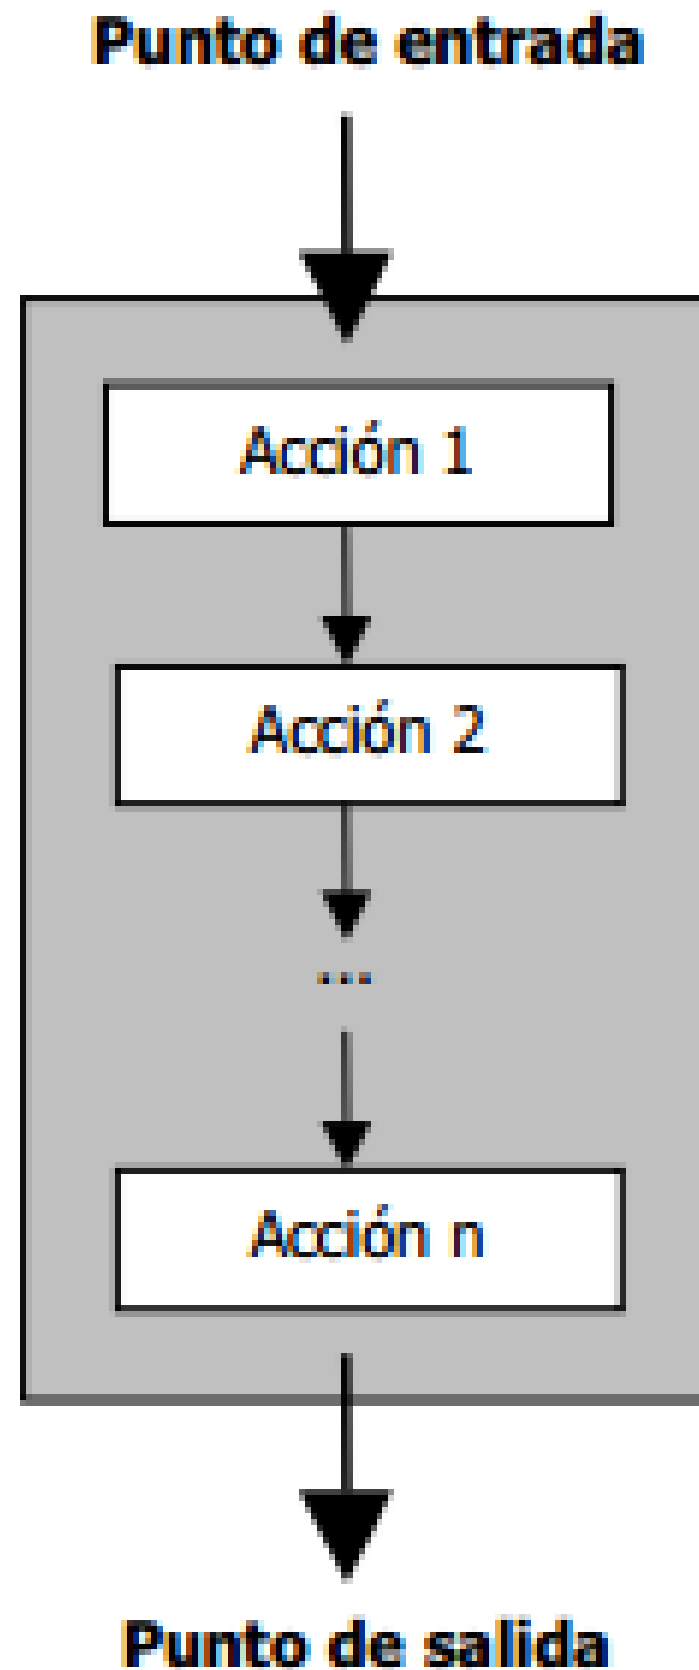 Punto de entrada
Acción 1
Acción 2
...
Acción n
Punto de salida